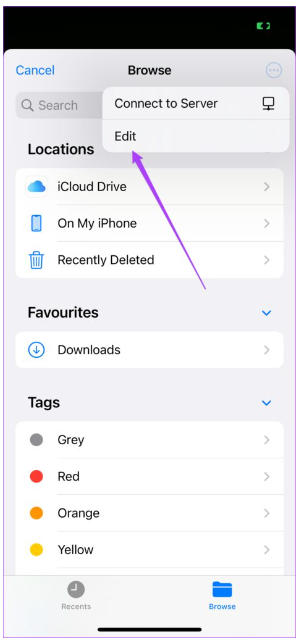 Cancel
Browse
Search
Connect to Server
Edit
Locations
iCloud Drive
On My iPhone
Recently Deleted
Favourites
Downloads
Tags
Grey
Red
Orange
Yellow
Recents
Browse